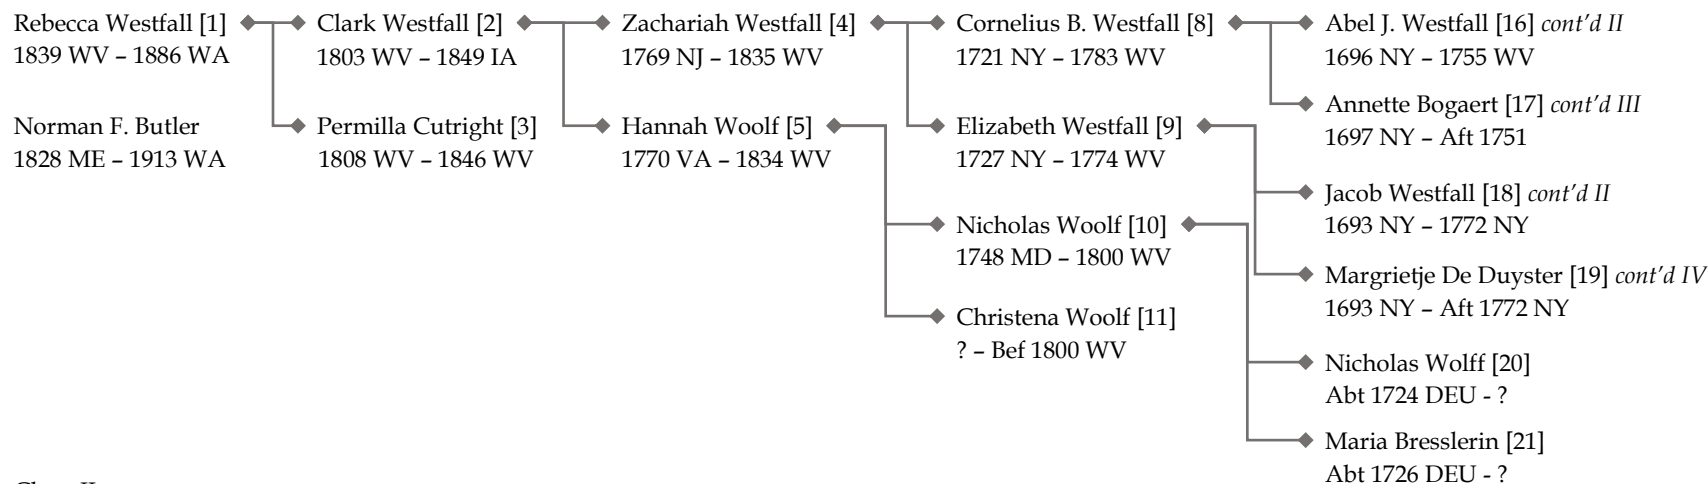 Rebecca Westfall [1]
1839 WV – 1886 WA
Norman F. Butler
1828 ME – 1913 WA
Clark Westfall [2]
1803 WV – 1849 IA
Permilla Cutright [3]
1808 WV – 1846 WV
Zachariah Westfall [4]
1769 NJ – 1835 WV
Hannah Woolf [5]
1770 VA – 1834 WV
Cornelius B. Westfall [8]
1721 NY – 1783 WV
Elizabeth Westfall [9]
1727 NY – 1774 WV
Nicholas Woolf [10]
1748 MD – 1800 WV
Christena Woolf [11]
? – Bef 1800 WV
Abel J. Westfall [16] cont'd II
1696 NY – 1755 WV
Annette Bogaert [17] cont'd III
1697 NY – Aft 1751
Jacob Westfall [18] cont'd II
1693 NY – 1772 NY
Margrietje De Duyster [19] cont'd IV
1693 NY – Aft 1772 NY
Nicholas Wolff [20]
Abt 1724 DEU - ?
Maria Bresslerin [21]
Abt 1726 DEU - ?